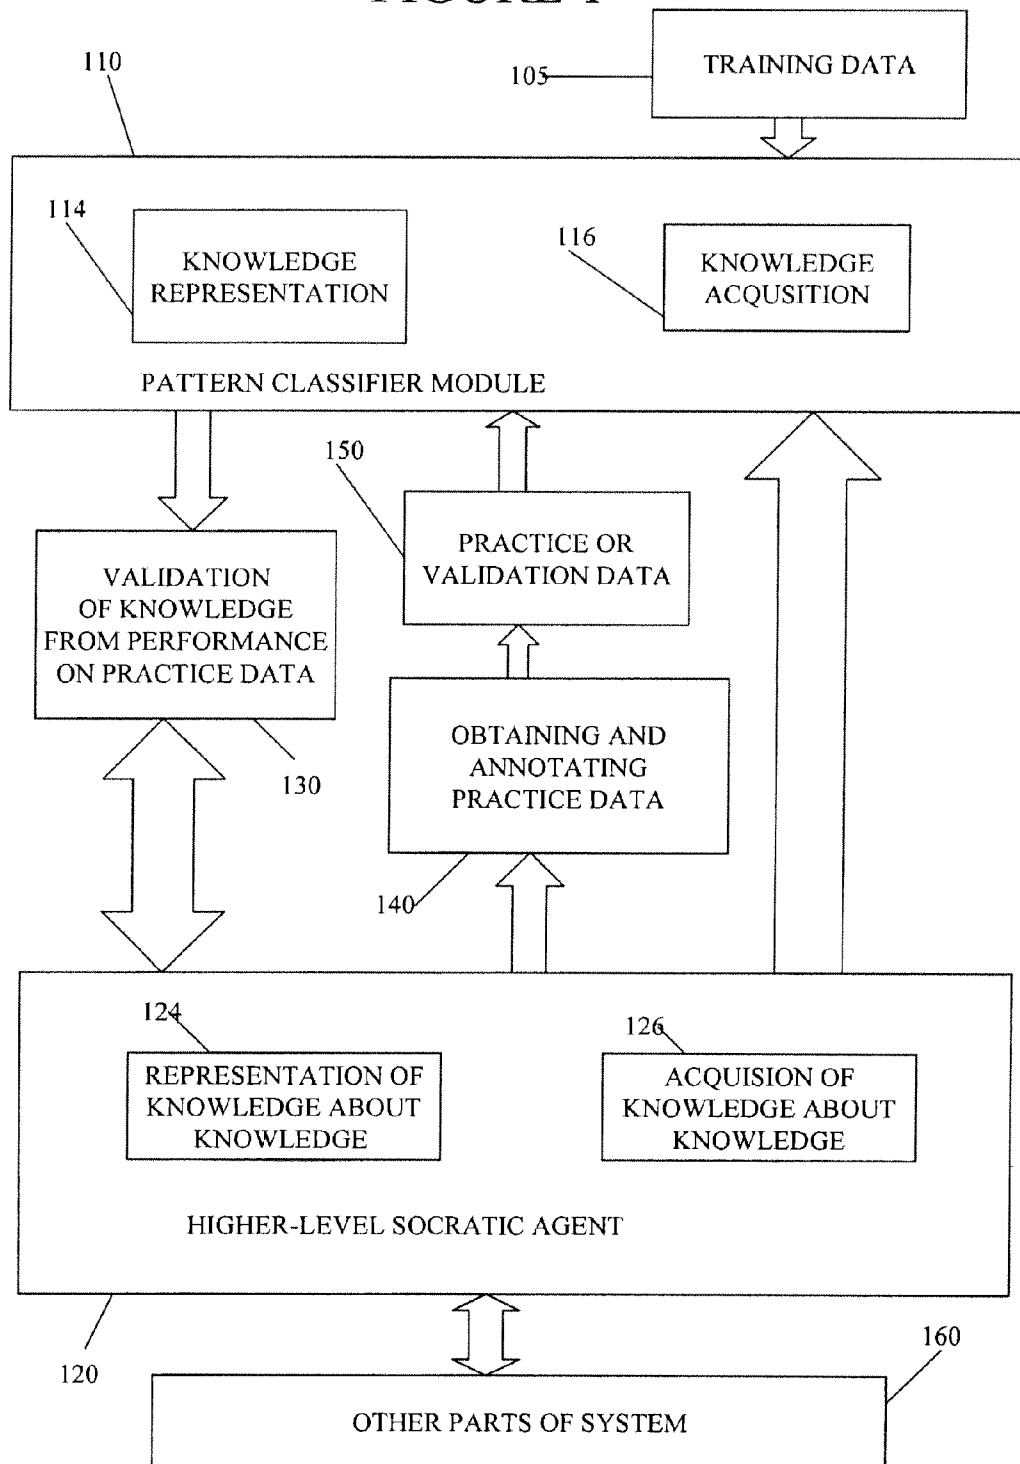 110
105
TRAINING DATA
114
KNOWLEDGE
REPRESENTATION
116
KNOWLEDGE
ACQUSITION
PATTERN CLASSIFIER MODULE
150
PRACTICE OR
VALIDATION DATA
VALIDATION
OF KNOWLEDGE
FROM PERFORMANCE
ON PRACTICE DATA
130
OBTAINING AND
ANNOTATING
PRACTICE DATA
140
124
REPRESENTATION OF
KNOWLEDGE ABOUT
KNOWLEDGE
126
ACQUISION OF
KNOWLEDGE ABOUT
KNOWLEDGE
HIGHER-LEVEL SOCRATIC AGENT
120
160
OTHER PARTS OF SYSTEM